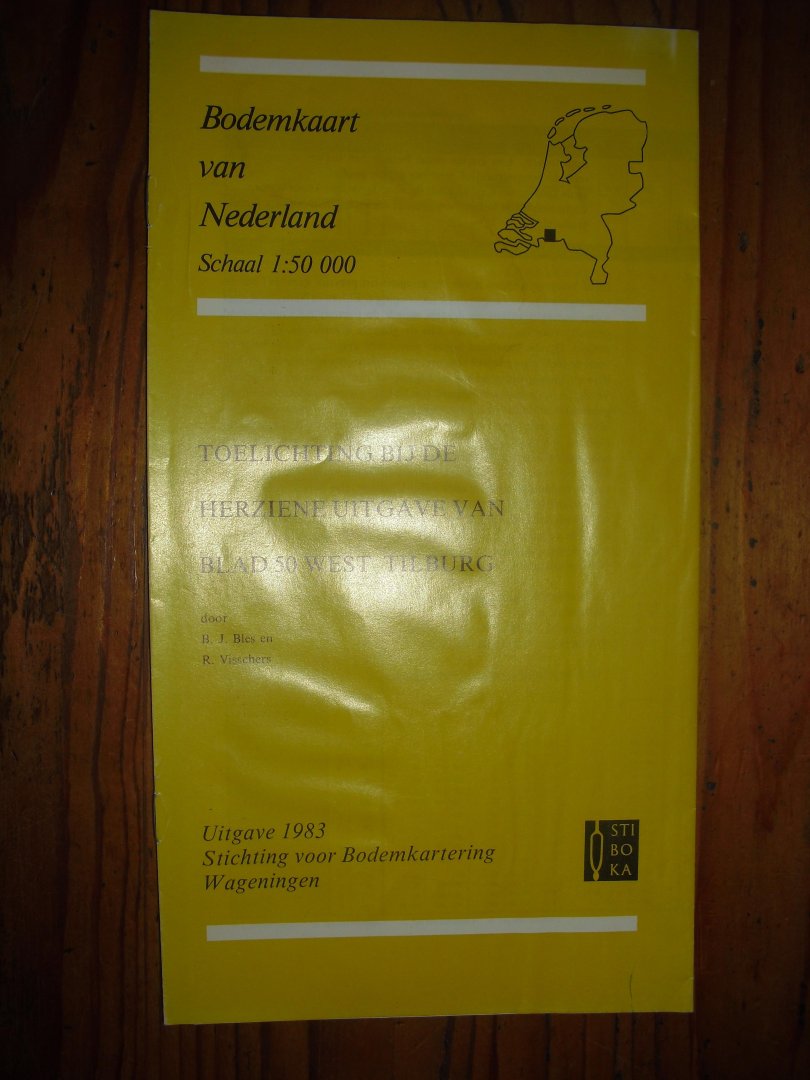 Bodemkaart
van
Nederland
Schaal 1:50 000
TOELICHTING BIJ DE
HERZIENE UITGAVE VAN
BLAD 50 WEST TILBURG
door
B. J. Bles en
R. Visschers
Uitgave 1983
Stichting voor Bodemkartering
Wageningen
STI
BO
KA